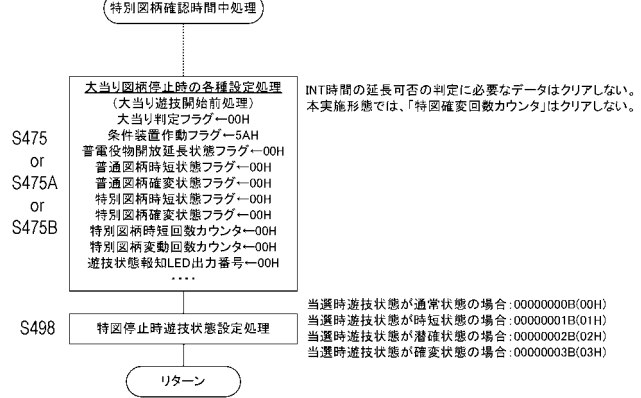 特別図柄確認時間中処理
大当り図柄停止時の各種設定処理
(大当り遊技開始前処理)
大当り判定フラグ←00H
条件装置作動フラグ←5AH
普電役物開放延長状態フラグ←00H
普通図柄時短状態フラグ←00H
普通図柄確変状態フラグ←00H
特別図柄時短状態フラグ←00H
特別図柄確変状態フラグ←00H
特別図柄時短回数カウンタ←00H
特別図柄変動回数カウンタ←00H
遊技状態報知LED出力番号←00H
‥‥
S475
or
S475A
or
S475B
INT時間の延長可否の判定に必要なデータはクリアしない。
本実施形態では、「特図確変回数カウンタ」はクリアしない。
S498
特図停止時遊技状態設定処理
当選時遊技状態が通常状態の場合:00000000B(00H)
当選時遊技状態が時短状態の場合:00000001B(01H)
当選時遊技状態が潜確状態の場合:00000002B(02H)
当選時遊技状態が確変状態の場合:00000003B(03H)
リターン